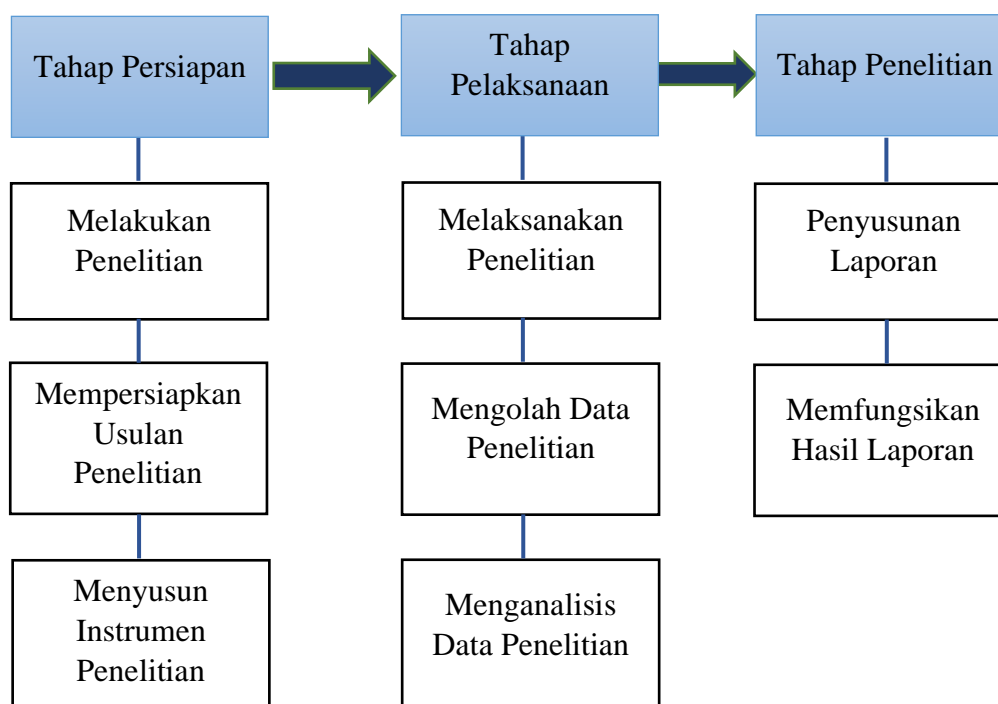 Tahap Persiapan
Tahap
Pelaksanaan
Tahap Penelitian
Melakukan
Penelitian
Mempersiapkan
Usulan
Penelitian
Menyusun
Instrumen
Penelitian
Melaksanakan
Penelitian
Mengolah Data
Penelitian
Menganalisis
Data Penelitian
Penyusunan
Laporan
Memfungsikan
Hasil Laporan